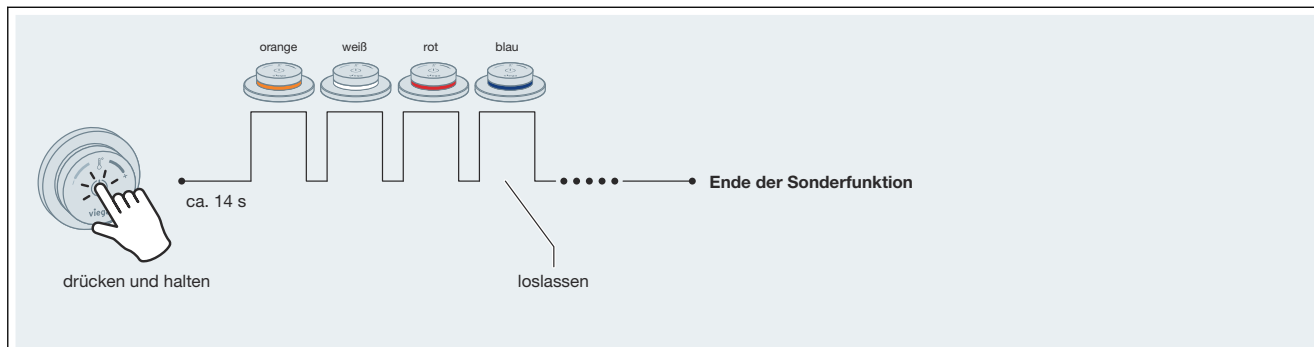 orange weiß rot blau
ca. 14 s
Ende der Sonderfunktion
drücken und halten
loslassen